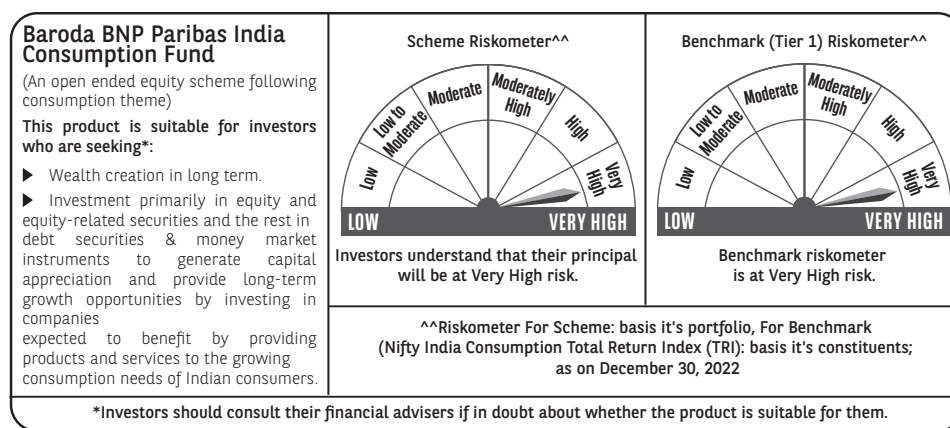 Baroda BNP Paribas India
Consumption Fund
(An open ended equity scheme following
consumption theme)
This product is suitable for investors
who are seeking*:
▶ Wealth creation in long term.
▶ Investment primarily in equity and
equity-related securities and the rest in
debt securities & money market
instruments to generate capital
appreciation and provide long-term
growth opportunities by investing in
companies
expected to benefit by providing
products and services to the growing
consumption needs of Indian consumers.
Scheme Riskometer^^
Low
Low to
Moderate
Moderate
Moderately
High
High
Very
High
LOW
VERY HIGH
Investors understand that their principal
will be at Very High risk.
Benchmark (Tier 1) Riskometer^^
Low
Low to
Moderate
Moderate
Moderately
High
High
Very
High
LOW
VERY HIGH
Benchmark riskometer
is at Very High risk.
^^Riskometer For Scheme: basis it's portfolio, For Benchmark
(Nifty India Consumption Total Return Index (TRI): basis it's constituents;
as on December 30, 2022
*Investors should consult their financial advisers if in doubt about whether the product is suitable for them.